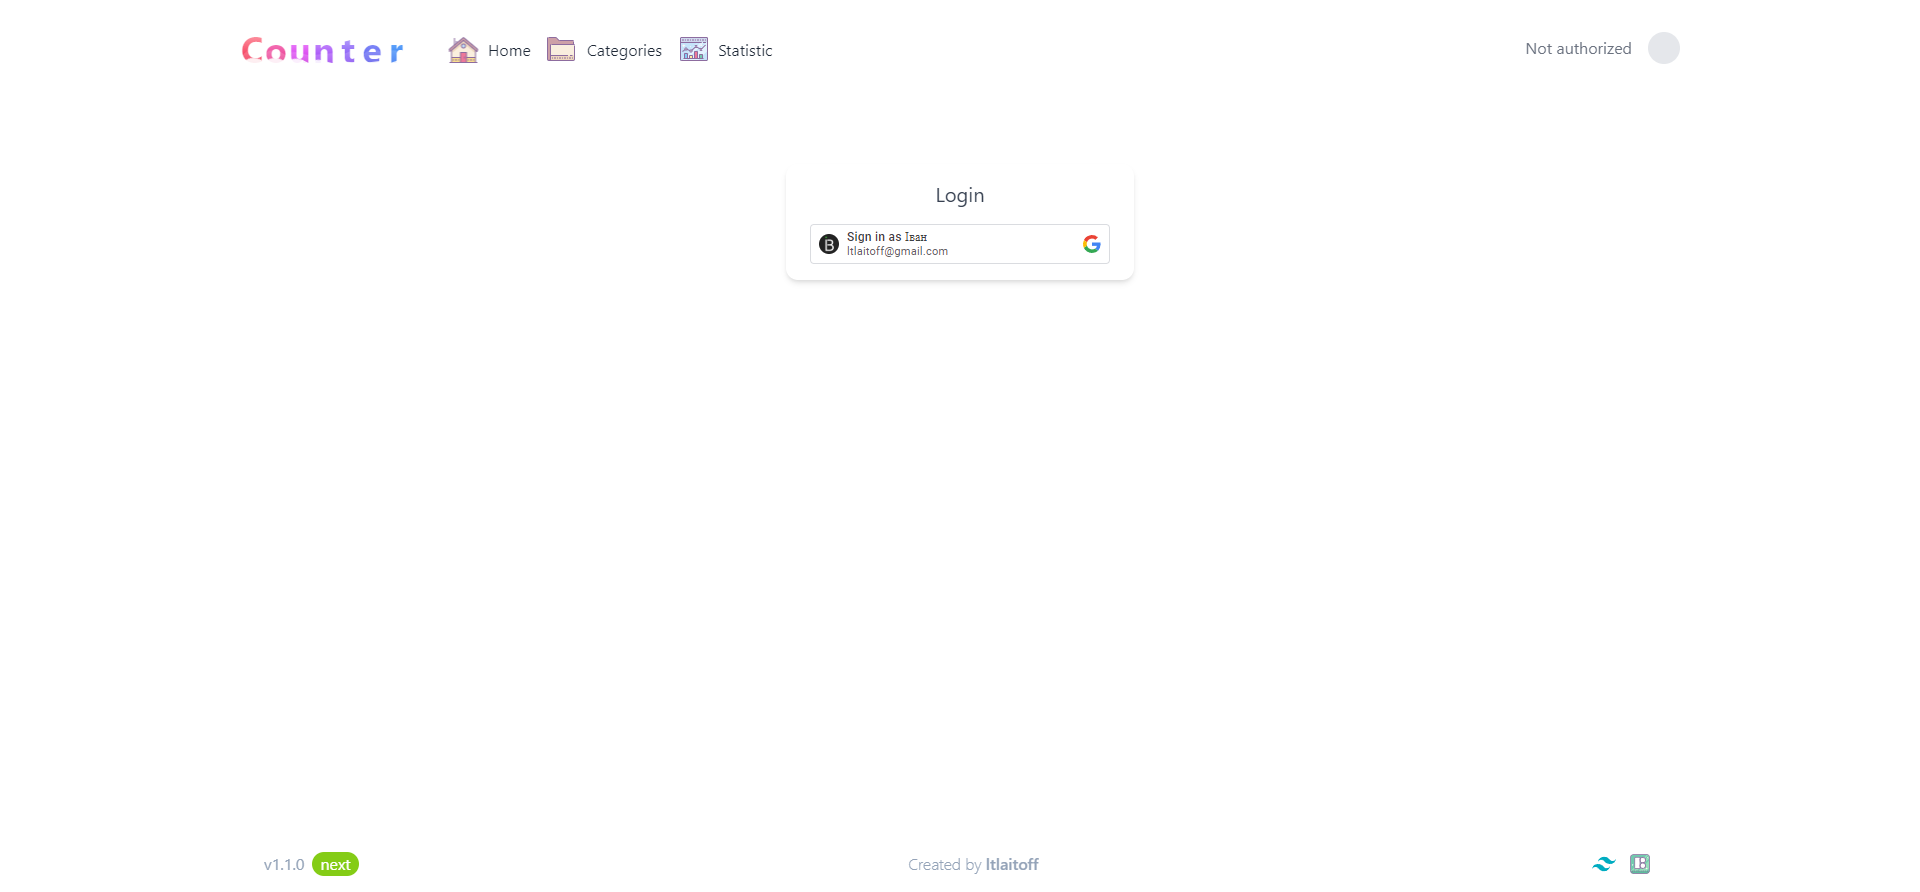 Counter
Home
Categories
Statistic
Not authorized
Login
Sign in as Іван
ltlaitoff@gmail.com
v1.1.0 next
Created by ltlaitoff